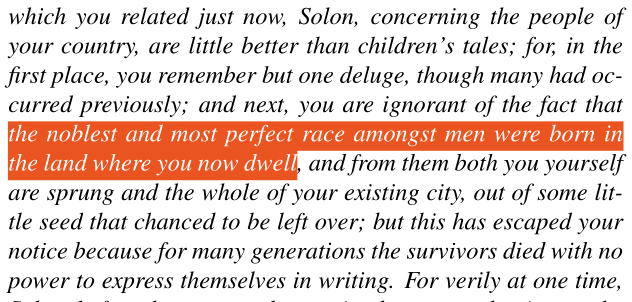 which you related just now, Solon, concerning the people of
your country, are little better than children’s tales; for, in the
first place, you remember but one deluge, though many had oc-
curred previously; and next, you are ignorant of the fact that
the noblest and most perfect race amongst men were born in
the land where you now dwell, and from them both you yourself
are sprung and the whole of your existing city, out of some lit-
tle seed that chanced to be left over; but this has escaped your
notice because for many generations the survivors died with no
power to express themselves in writing. For verily at one time,